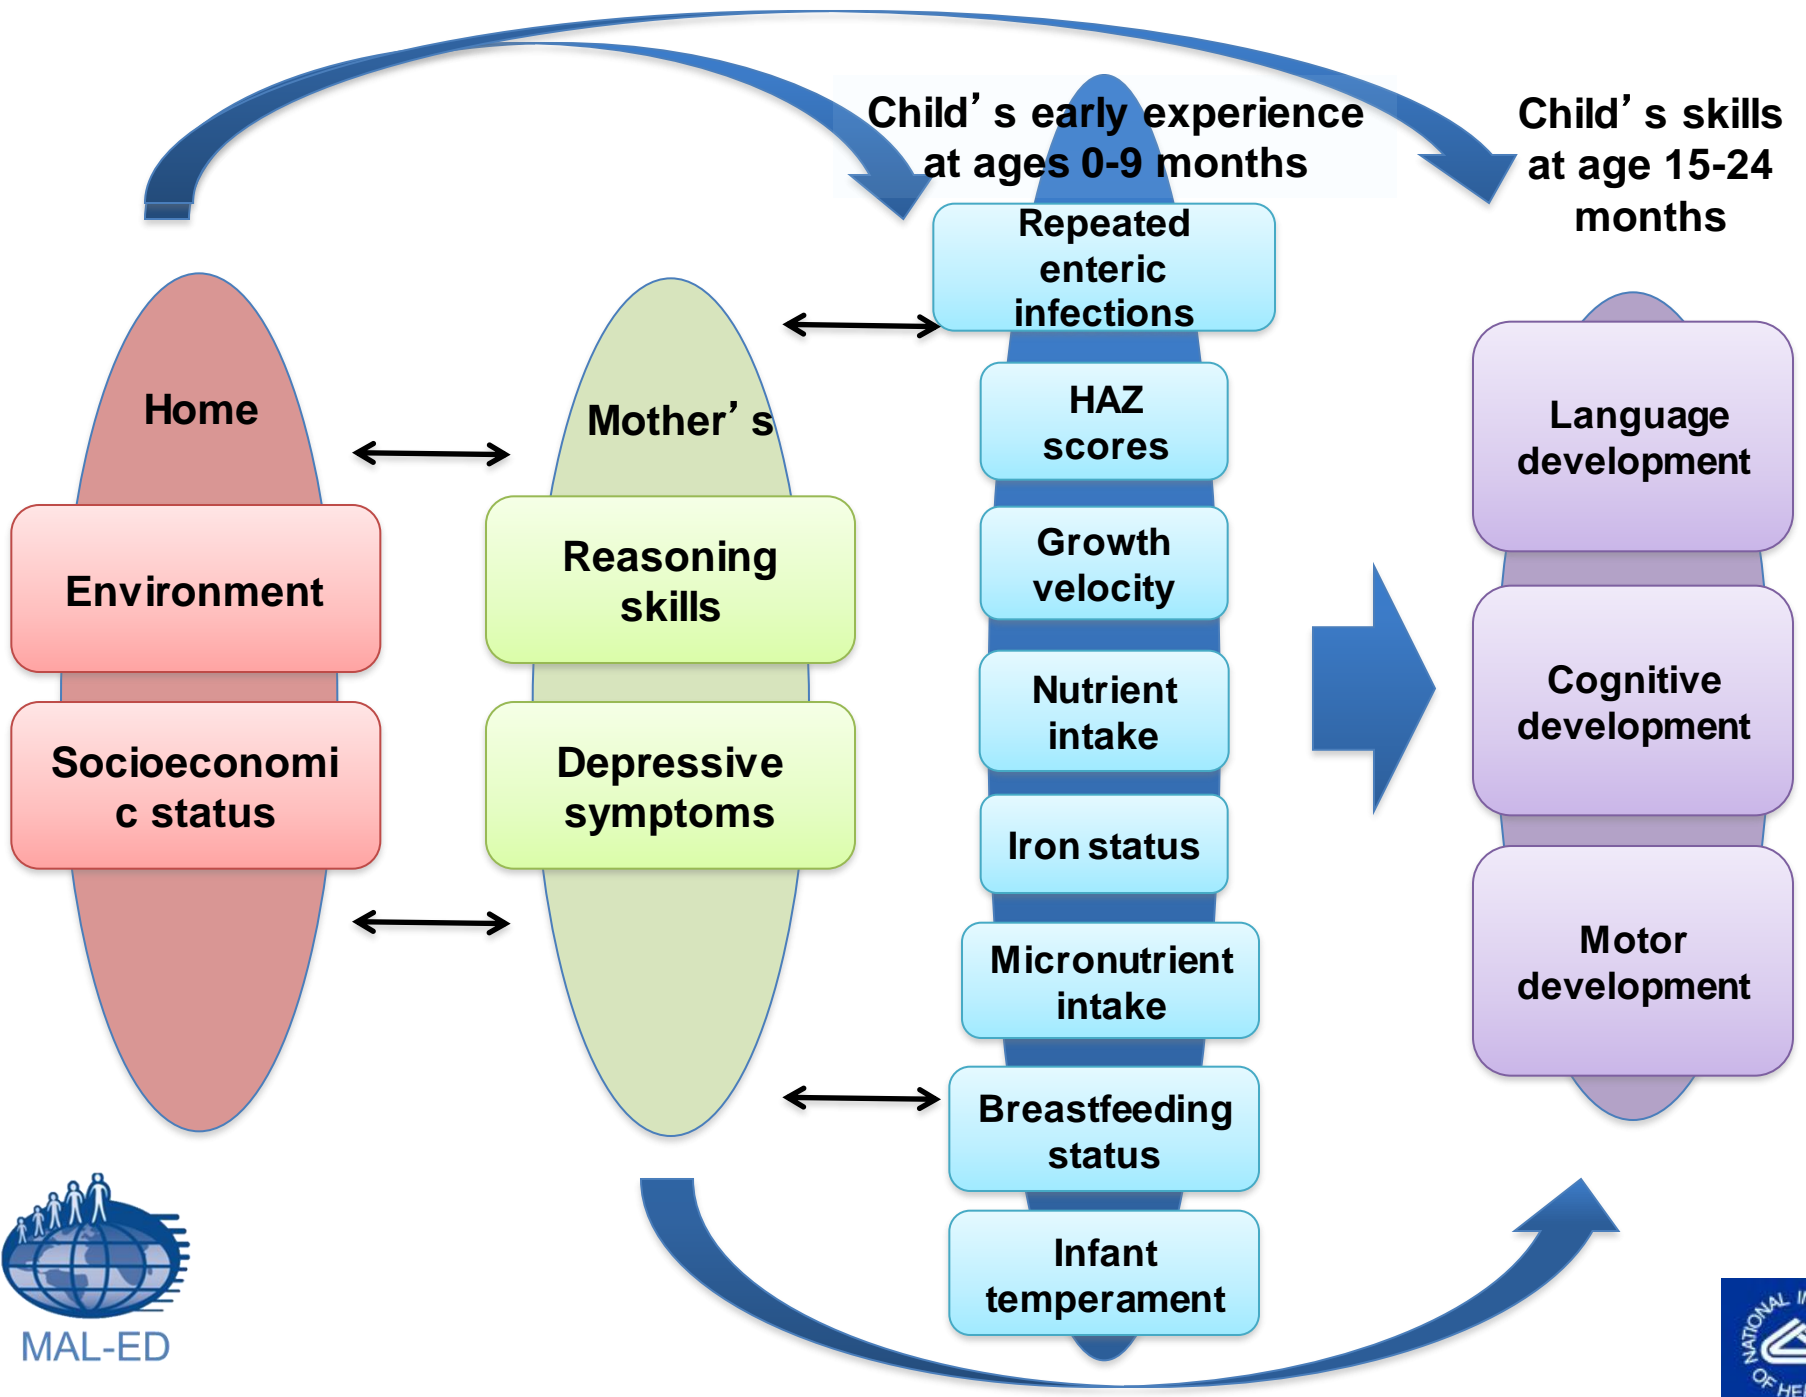 Child’ s early experience
at ages 0-9 months
Child’ s skills
at age 15-24
months
Home
Environment
Socioeconomi
c status
Mother’ s
Reasoning
skills
Depressive
symptoms
Repeated
enteric
infections
HAZ
scores
Growth
velocity
Nutrient
intake
Iron status
Micronutrient
intake
Breastfeeding
status
Infant
temperament
Language
development
Cognitive
development
Motor
development
MAL-ED
NATIONAL
OF